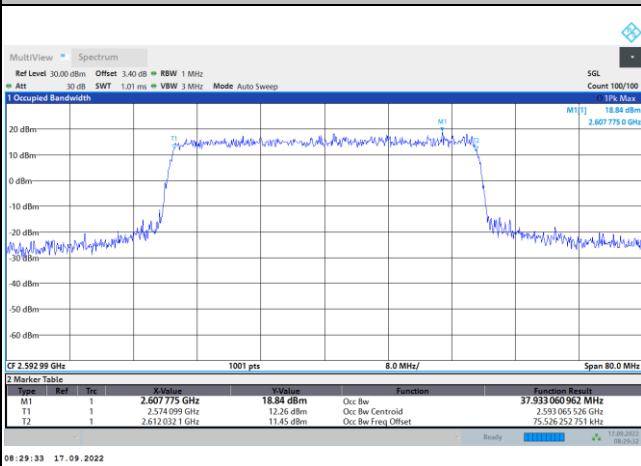 MultiView Spectrum
Ref Level 30.00 dBm Offset 3.40 dB RBW 1 MHz SGL
Att 30 dB SWT 1.01 ms VBW 3 MHz Mode Auto Sweep Count 100/100
1 Occupied Bandwidth 1Pk Max
M1[1] 18.84 dBm
2.607 775 0 GHz
M1
T1
T2
20 dBm
10 dBm
0 dBm
-10 dBm
-20 dBm
-30 dBm
-40 dBm
-50 dBm
-60 dBm
CF 2.592 99 GHz 1001 pts 8.0 MHz/ Span 80.0 MHz
2 Marker Table
Type Ref Trc X-Value Y-Value Function Function Result
M1 1 2.607 775 GHz 18.84 dBm Occ Bw 37.933 060 962 MHz
T1 1 2.574 099 GHz 12.26 dBm Occ Bw Centroid 2.593 065 526 GHz
T2 1 2.612 032 1 GHz 11.45 dBm Occ Bw Freq Offset 75.526 252 751 kHz
Ready 17.09.2022
08:29:32
08:29:33 17.09.2022